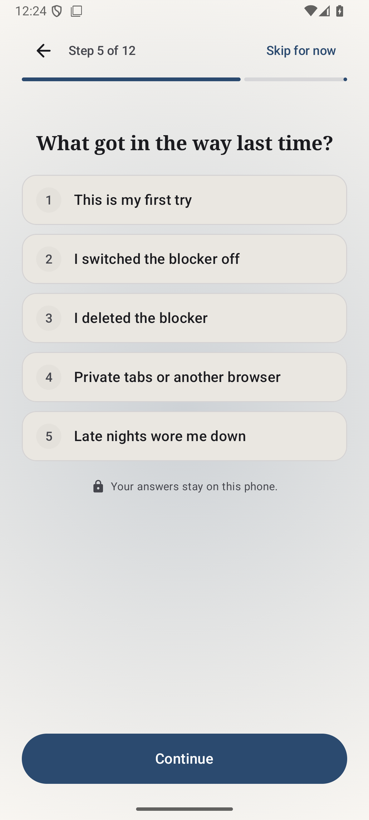 12:24
Step 5 of 12
Skip for now
What got in the way last time?
1 This is my first try
2 I switched the blocker off
3 I deleted the blocker
4 Private tabs or another browser
5 Late nights wore me down
Your answers stay on this phone.
Continue